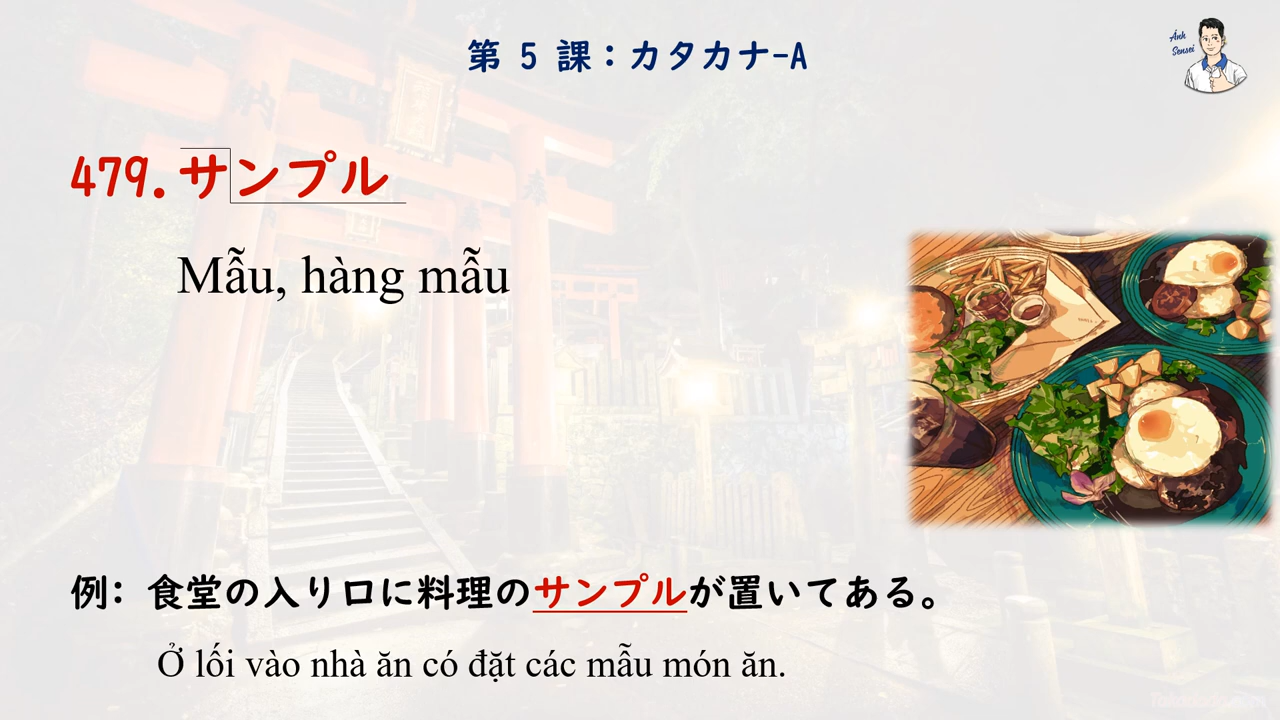 第 5 課：カタカナ-A
Ánh
Sensei
479. サンプル
Mẫu, hàng mẫu
例: 食堂の入り口に料理のサンプルが置いてある。
Ở lối vào nhà ăn có đặt các mẫu món ăn.